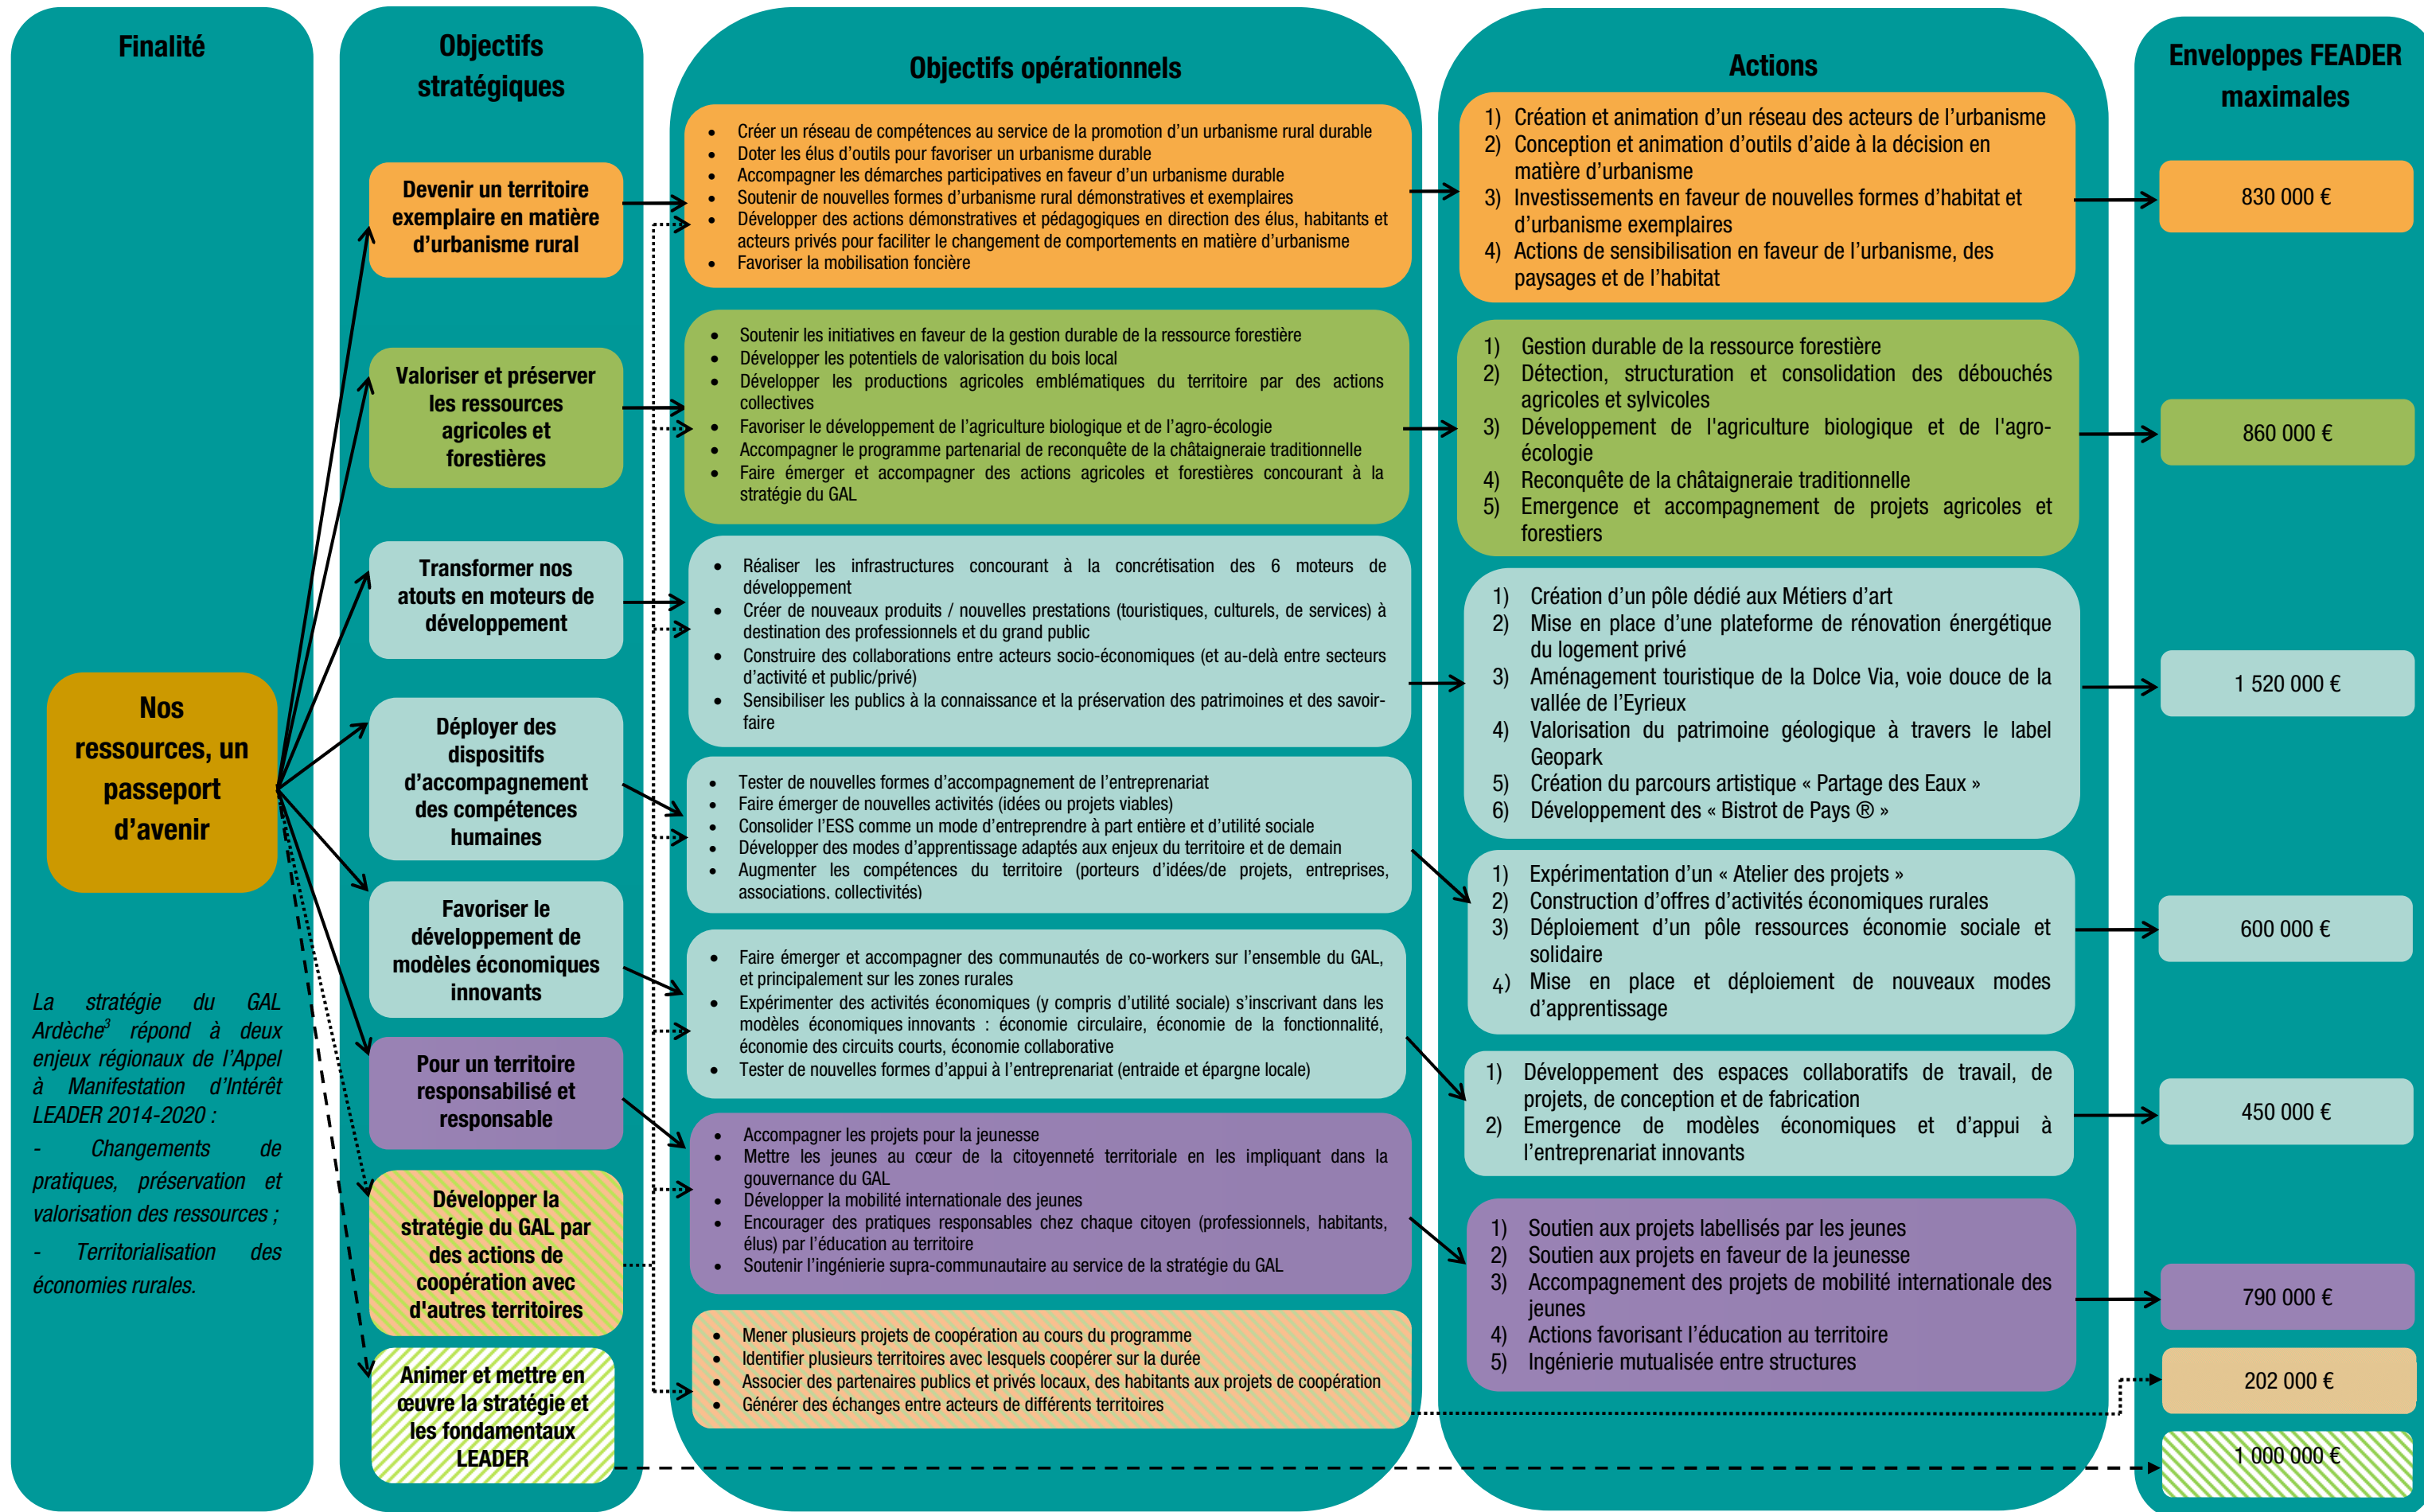 Finalité
Nos
ressources, un
passeport
d’avenir
La stratégie du GAL
Ardèche³ répond à deux
enjeux régionaux de l’Appel
à Manifestation d’Intérêt
LEADER 2014-2020 :
- Changements de
pratiques, préservation et
valorisation des ressources ;
- Territorialisation des
économies rurales.
Objectifs
stratégiques
Devenir un territoire
exemplaire en matière
d’urbanisme rural
Valoriser et préserver
les ressources
agricoles et
forestières
Transformer nos
atouts en moteurs de
développement
Déployer des
dispositifs
d’accompagnement
des compétences
humaines
Favoriser le
développement de
modèles économiques
innovants
Pour un territoire
responsabilisé et
responsable
Développer la
stratégie du GAL par
des actions de
coopération avec
d'autres territoires
Animer et mettre en
œuvre la stratégie et
les fondamentaux
LEADER
Objectifs opérationnels
• Créer un réseau de compétences au service de la promotion d’un urbanisme rural durable
• Doter les élus d’outils pour favoriser un urbanisme durable
• Accompagner les démarches participatives en faveur d’un urbanisme durable
• Soutenir de nouvelles formes d’urbanisme rural démonstratives et exemplaires
• Développer des actions démonstratives et pédagogiques en direction des élus, habitants et
acteurs privés pour faciliter le changement de comportements en matière d’urbanisme
• Favoriser la mobilisation foncière
• Soutenir les initiatives en faveur de la gestion durable de la ressource forestière
• Développer les potentiels de valorisation du bois local
• Développer les productions agricoles emblématiques du territoire par des actions
collectives
• Favoriser le développement de l’agriculture biologique et de l’agro-écologie
• Accompagner le programme partenarial de reconquête de la châtaigneraie traditionnelle
• Faire émerger et accompagner des actions agricoles et forestières concourant à la
stratégie du GAL
• Réaliser les infrastructures concourant à la concrétisation des 6 moteurs de
développement
• Créer de nouveaux produits / nouvelles prestations (touristiques, culturels, de services) à
destination des professionnels et du grand public
• Construire des collaborations entre acteurs socio-économiques (et au-delà entre secteurs
d’activité et public/privé)
• Sensibiliser les publics à la connaissance et la préservation des patrimoines et des savoir-
faire
• Tester de nouvelles formes d’accompagnement de l’entreprenariat
• Faire émerger de nouvelles activités (idées ou projets viables)
• Consolider l’ESS comme un mode d’entreprendre à part entière et d’utilité sociale
• Développer des modes d’apprentissage adaptés aux enjeux du territoire et de demain
• Augmenter les compétences du territoire (porteurs d’idées/de projets, entreprises,
associations, collectivités)
• Faire émerger et accompagner des communautés de co-workers sur l’ensemble du GAL,
et principalement sur les zones rurales
• Expérimenter des activités économiques (y compris d’utilité sociale) s’inscrivant dans les
modèles économiques innovants : économie circulaire, économie de la fonctionnalité,
économie des circuits courts, économie collaborative
• Tester de nouvelles formes d’appui à l’entreprenariat (entraide et épargne locale)
• Accompagner les projets pour la jeunesse
• Mettre les jeunes au cœur de la citoyenneté territoriale en les impliquant dans la
gouvernance du GAL
• Développer la mobilité internationale des jeunes
• Encourager des pratiques responsables chez chaque citoyen (professionnels, habitants,
élus) par l’éducation au territoire
• Soutenir l’ingénierie supra-communautaire au service de la stratégie du GAL
• Mener plusieurs projets de coopération au cours du programme
• Identifier plusieurs territoires avec lesquels coopérer sur la durée
• Associer des partenaires publics et privés locaux, des habitants aux projets de coopération
• Générer des échanges entre acteurs de différents territoires
Actions
1) Création et animation d’un réseau des acteurs de l’urbanisme
2) Conception et animation d’outils d’aide à la décision en
matière d’urbanisme
3) Investissements en faveur de nouvelles formes d’habitat et
d’urbanisme exemplaires
4) Actions de sensibilisation en faveur de l’urbanisme, des
paysages et de l’habitat
1) Gestion durable de la ressource forestière
2) Détection, structuration et consolidation des débouchés
agricoles et sylvicoles
3) Développement de l'agriculture biologique et de l'agro-
écologie
4) Reconquête de la châtaigneraie traditionnelle
5) Emergence et accompagnement de projets agricoles et
forestiers
1) Création d’un pôle dédié aux Métiers d’art
2) Mise en place d’une plateforme de rénovation énergétique
du logement privé
3) Aménagement touristique de la Dolce Via, voie douce de la
vallée de l’Eyrieux
4) Valorisation du patrimoine géologique à travers le label
Geopark
5) Création du parcours artistique « Partage des Eaux »
6) Développement des « Bistrot de Pays ® »
1) Expérimentation d’un « Atelier des projets »
2) Construction d’offres d’activités économiques rurales
3) Déploiement d’un pôle ressources économie sociale et
solidaire
4) Mise en place et déploiement de nouveaux modes
d’apprentissage
1) Développement des espaces collaboratifs de travail, de
projets, de conception et de fabrication
2) Emergence de modèles économiques et d’appui à
l’entreprenariat innovants
1) Soutien aux projets labellisés par les jeunes
2) Soutien aux projets en faveur de la jeunesse
3) Accompagnement des projets de mobilité internationale des
jeunes
4) Actions favorisant l’éducation au territoire
5) Ingénierie mutualisée entre structures
Enveloppes FEADER
maximales
830 000 €
860 000 €
1 520 000 €
600 000 €
450 000 €
790 000 €
202 000 €
1 000 000 €